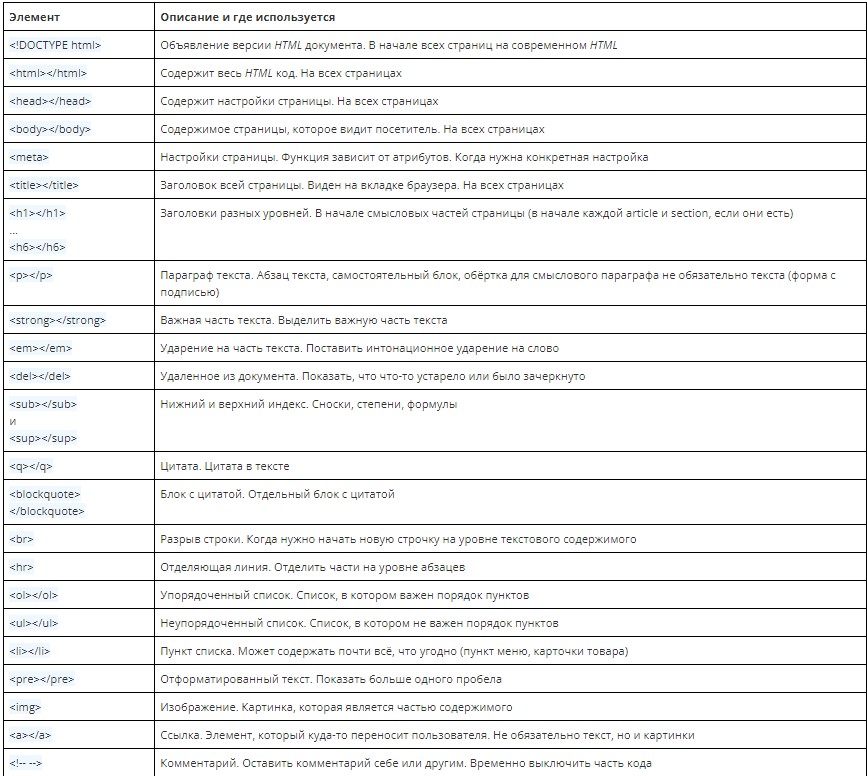 Элемент Описание и где используется
<!DOCTYPE html> Объявление версии HTML документа. В начале всех страниц на современном HTML
<html></html> Содержит весь HTML код. На всех страницах
<head></head> Содержит настройки страницы. На всех страницах
<body></body> Содержимое страницы, которое видит посетитель. На всех страницах
<meta> Настройки страницы. Функция зависит от атрибутов. Когда нужна конкретная настройка
<title></title> Заголовок всей страницы. Виден на вкладке браузера. На всех страницах
<h1></h1> Заголовки разных уровней. В начале смысловых частей страницы (в начале каждой article и section, если они есть)
...
<h6></h6>
<p></p> Параграф текста. Абзац текста, самостоятельный блок, обёртка для смыслового параграфа не обязательно текста (форма с
подписью)
<strong></strong> Важная часть текста. Выделить важную часть текста
<em></em> Ударение на часть текста. Поставить интонационное ударение на слово
<del></del> Удаленное из документа. Показать, что что-то устарело или было зачеркнуто
<sub></sub> Нижний и верхний индекс. Сноски, степени, формулы
и
<sup></sup>
<q></q> Цитата. Цитата в тексте
<blockquote> Блок с цитатой. Отдельный блок с цитатой
</blockquote>
<br> Разрыв строки. Когда нужно начать новую строчку на уровне текстового содержимого
<hr> Отделяющая линия. Отделить части на уровне абзацев
<ol></ol> Упорядоченный список. Список, в котором важен порядок пунктов
<ul></ul> Неупорядоченный список. Список, в котором не важен порядок пунктов
<li></li> Пункт списка. Может содержать почти всё, что угодно (пункт меню, карточки товара)
<pre></pre> Отформатированный текст. Показать больше одного пробела
<img> Изображение. Картинка, которая является частью содержимого
<a></a> Ссылка. Элемент, который куда-то переносит пользователя. Не обязательно текст, но и картинки
<!-- --> Комментарий. Оставить комментарий себе или другим. Временно выключить часть кода